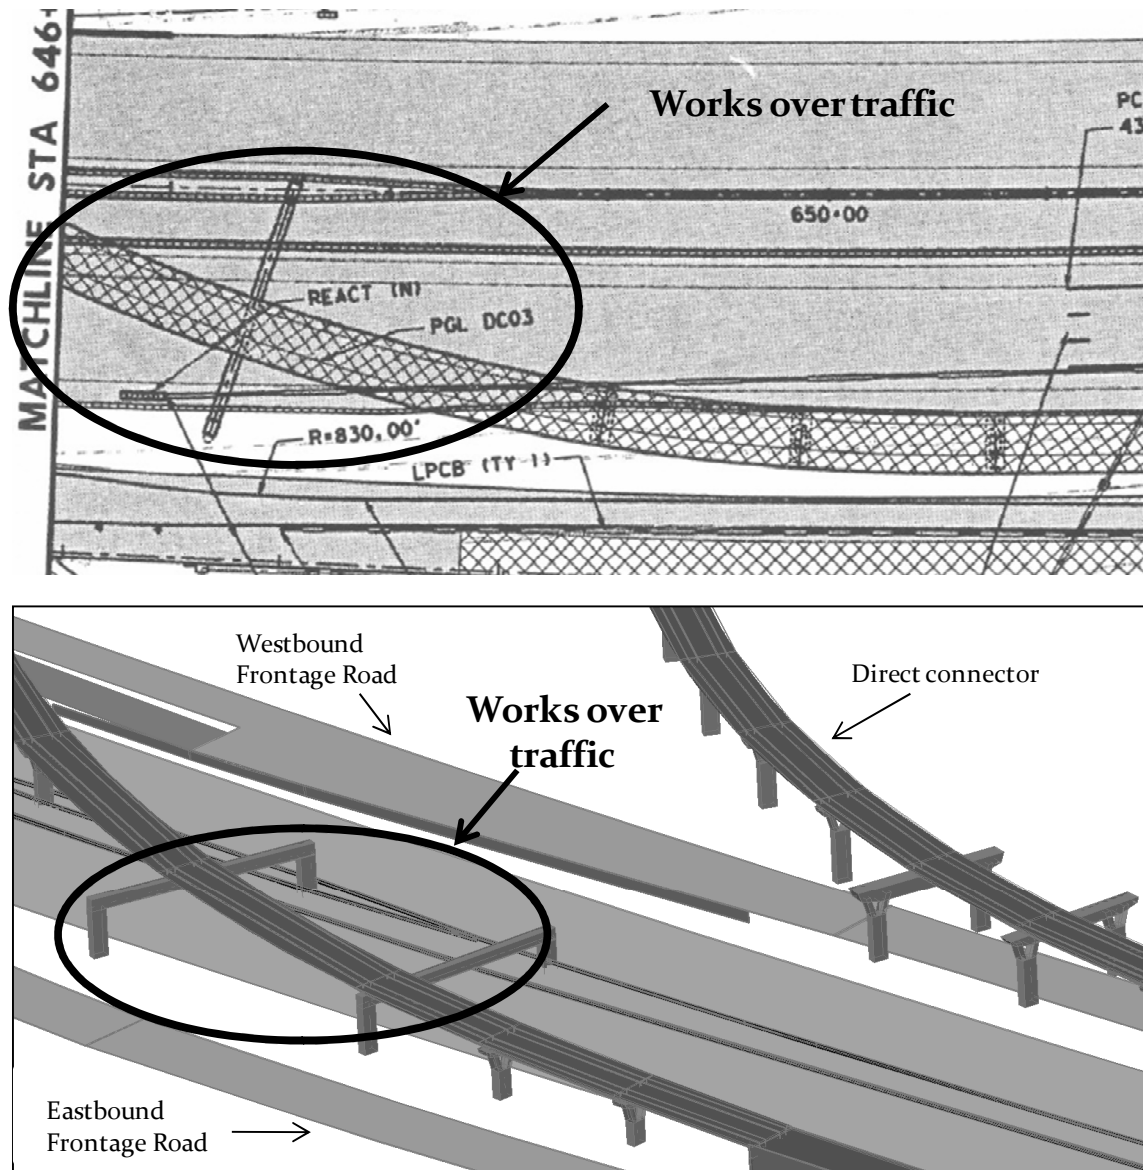 MATCHLINE STA 646+
Works over traffic
PC
43
650+00
REACT (N)
PGL DC03
R=830.00'
LPCB (TY 1)
Westbound
Frontage Road
Direct connector
Works over
traffic
Eastbound
Frontage Road